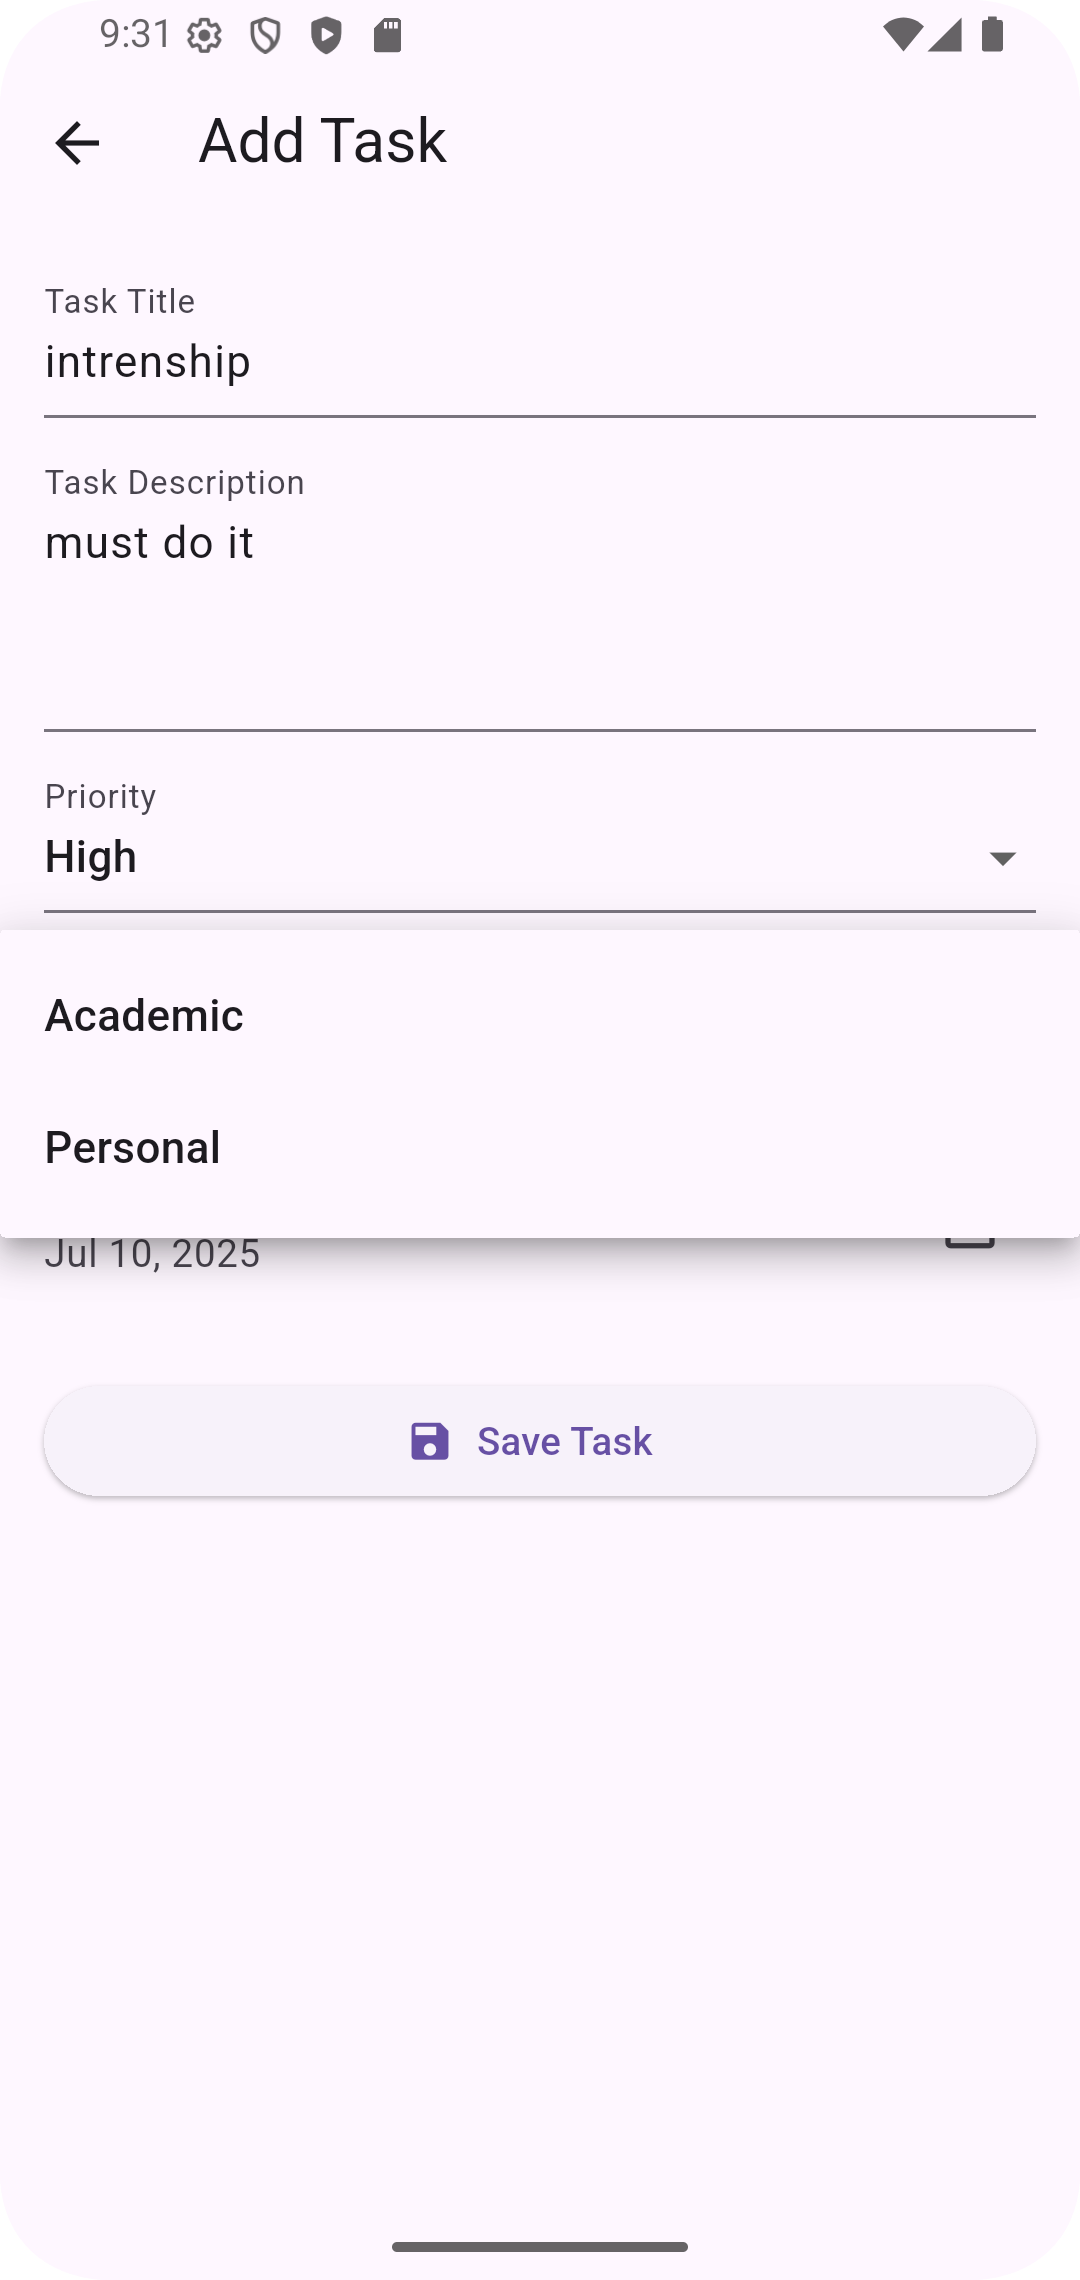 9:31
Add Task
Task Title
intrenship
Task Description
must do it
Priority
High
Academic
Personal
Jul 10, 2025
Save Task